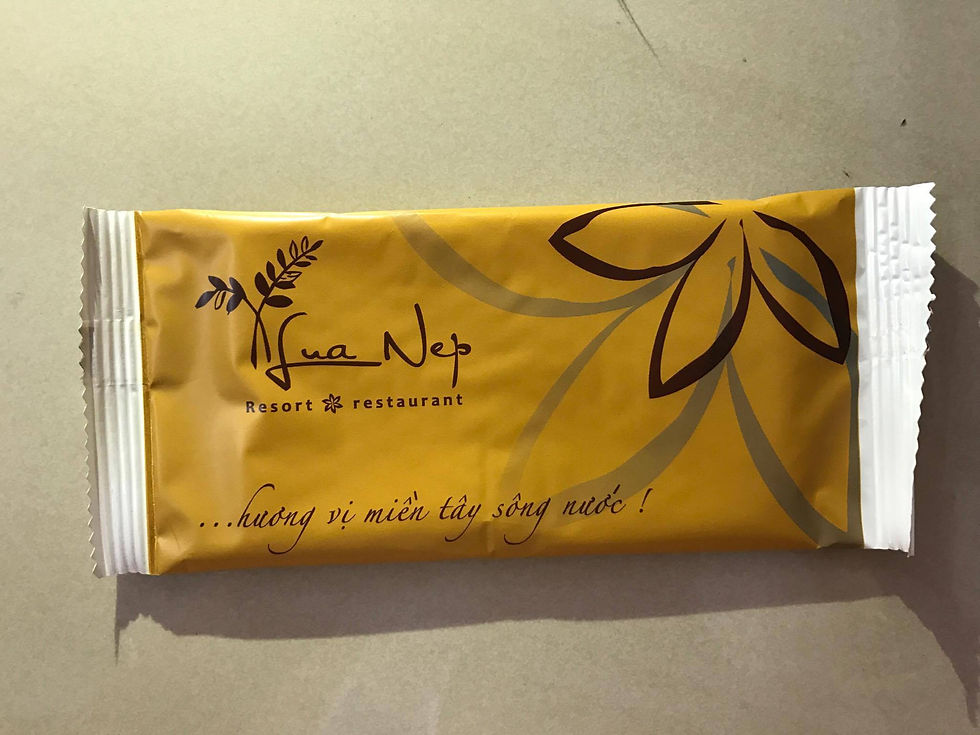 Lua Nep
Resort restaurant
...hương vị miền tây sông nước !